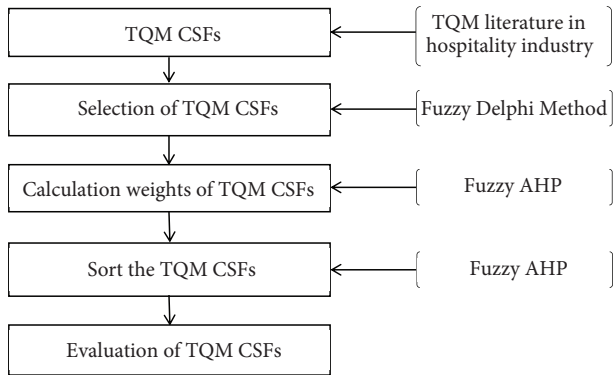 TQM CSFs
TQM literature in
hospitality industry
Selection of TQM CSFs
Fuzzy Delphi Method
Calculation weights of TQM CSFs
Fuzzy AHP
Sort the TQM CSFs
Fuzzy AHP
Evaluation of TQM CSFs